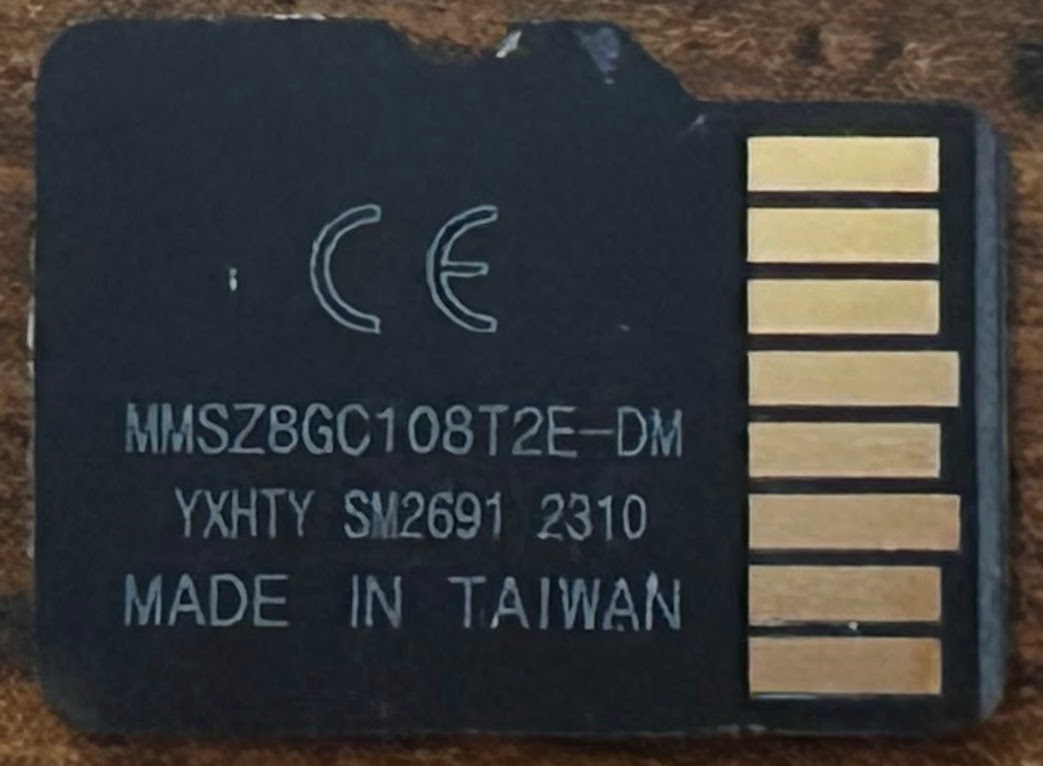 CE
MMSZ8GC108T2E-DM
YXHTY SM2691 2310
MADE IN TAIWAN